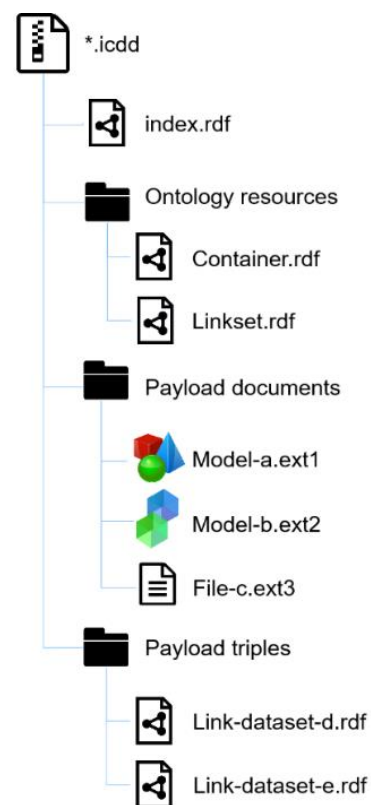 *.icdd
index.rdf
Ontology resources
Container.rdf
Linkset.rdf
Payload documents
Model-a.ext1
Model-b.ext2
File-c.ext3
Payload triples
Link-dataset-d.rdf
Link-dataset-e.rdf